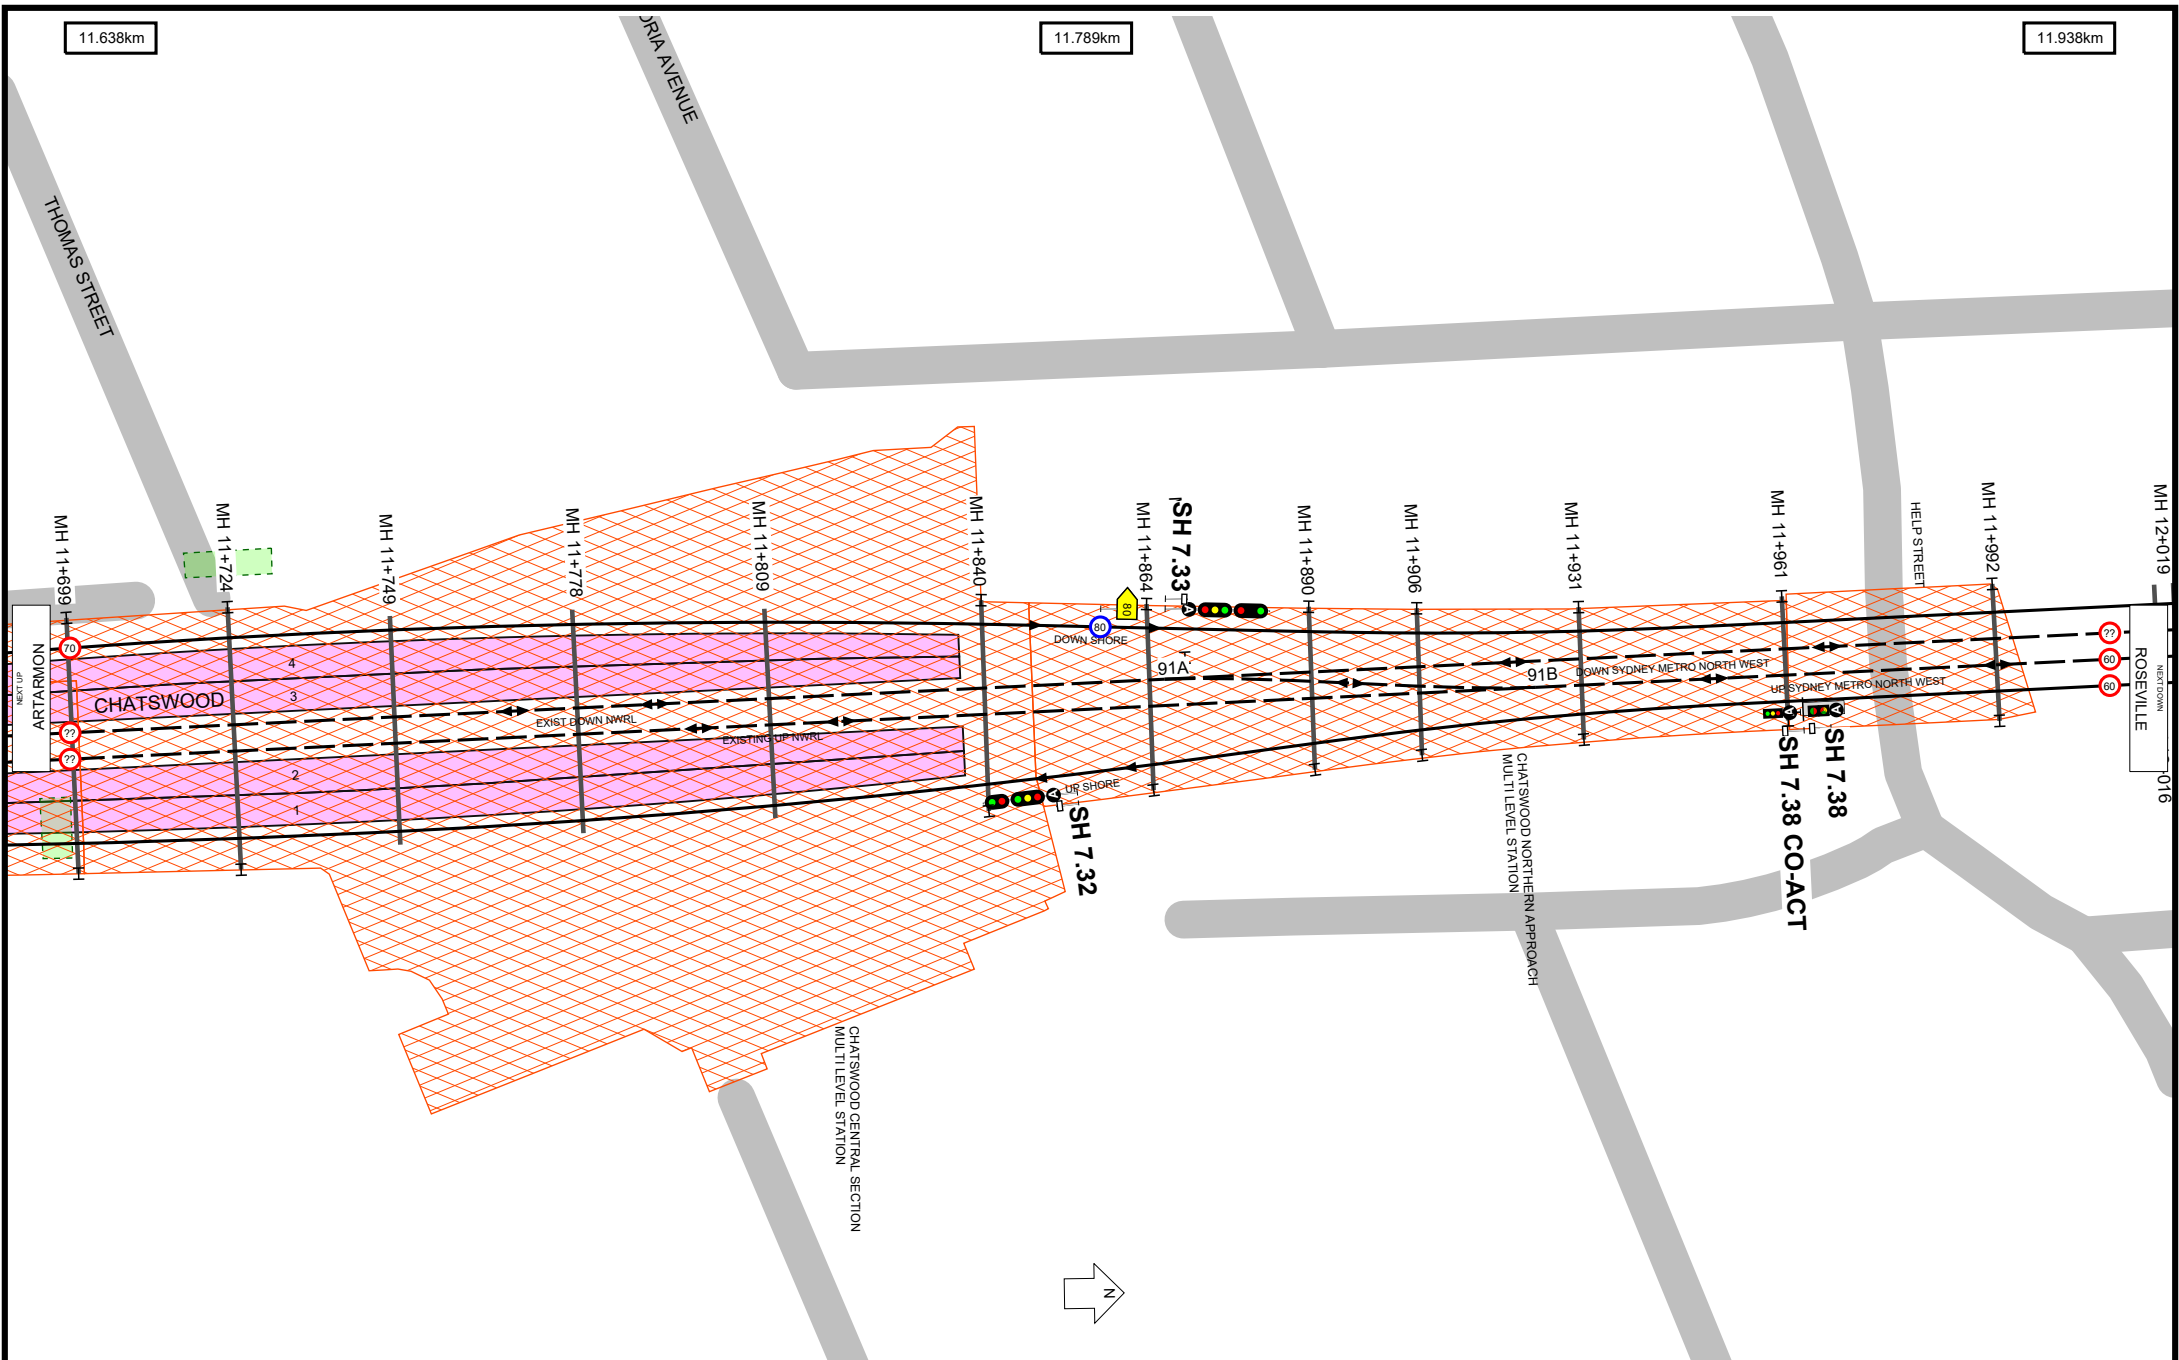 11.638km
11.789km
11.938km
ORIA AVENUE
THOMAS STREET
HELP STREET
MH 11+699
MH 11+724
MH 11+749
MH 11+778
MH 11+809
MH 11+840
MH 11+864
SH 7.33
MH 11+890
MH 11+906
MH 11+931
MH 11+961
MH 11+992
MH 12+019
NEXT UP
ARTARMON
CHATSWOOD
4
3
2
1
70
??
??
EXIST DOWN NWRL
EXISTING UP NWRL
80
80
DOWN SHORE
UP SHORE
91A
91B
DOWN SYDNEY METRO NORTH WEST
UP SYDNEY METRO NORTH WEST
A
A
A
A
SH 7.32
SH 7.38 CO-ACT
SH 7.38
??
60
60
ROSEVILLE
NEXT DOWN
016
CHATSWOOD NORTHERN APPROACH
MULTI LEVEL STATION
CHATSWOOD CENTRAL SECTION
MULTI LEVEL STATION
N